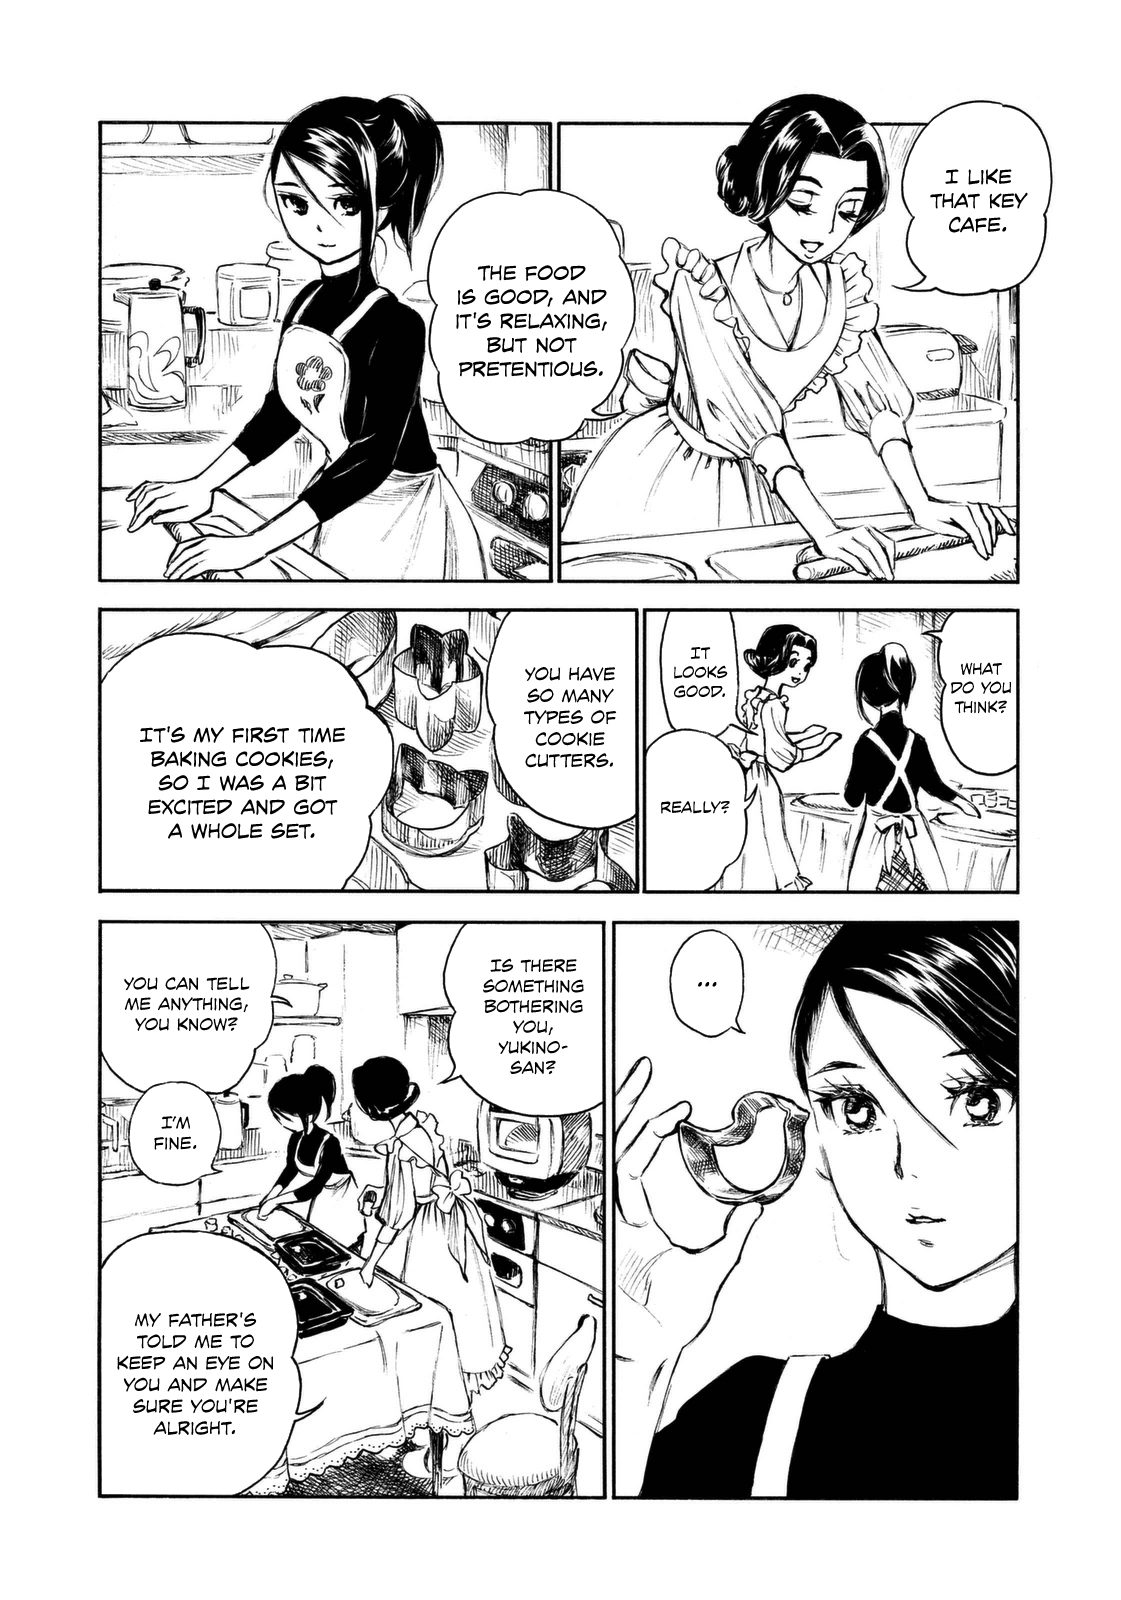 I LIKE
THAT KEY
CAFE.
THE FOOD
IS GOOD, AND
IT'S RELAXING,
BUT NOT
PRETENTIOUS.
WHAT
DO YOU
THINK?
IT
LOOKS
GOOD.
REALLY?
YOU HAVE
SO MANY
TYPES OF
COOKIE
CUTTERS.
IT'S MY FIRST TIME
BAKING COOKIES,
SO I WAS A BIT
EXCITED AND GOT
A WHOLE SET.
...
IS THERE
SOMETHING
BOTHERING
YOU,
YUKINO-
SAN?
YOU CAN TELL
ME ANYTHING,
YOU KNOW?
I'M
FINE.
MY FATHER'S
TOLD ME TO
KEEP AN EYE ON
YOU AND MAKE
SURE YOU'RE
ALRIGHT.